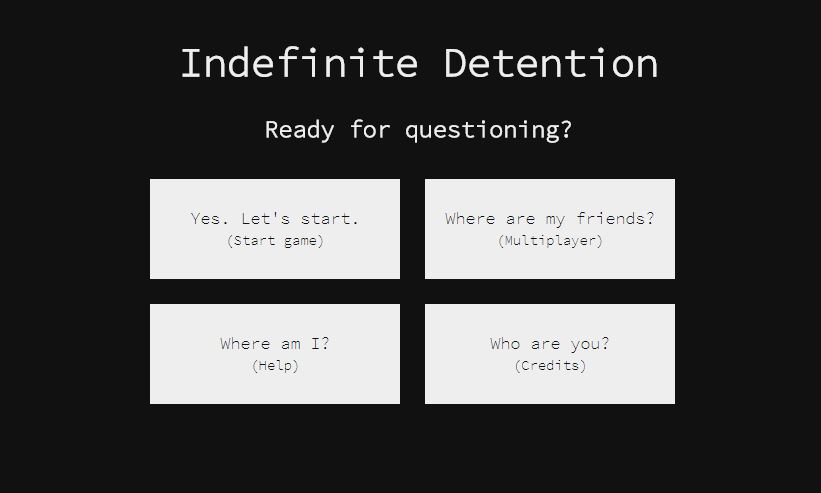 Indefinite Detention
Ready for questioning?
Yes. Let's start.
(Start game)
Where are my friends?
(Multiplayer)
Where am I?
(Help)
Who are you?
(Credits)